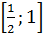 [1/2 ; 1]